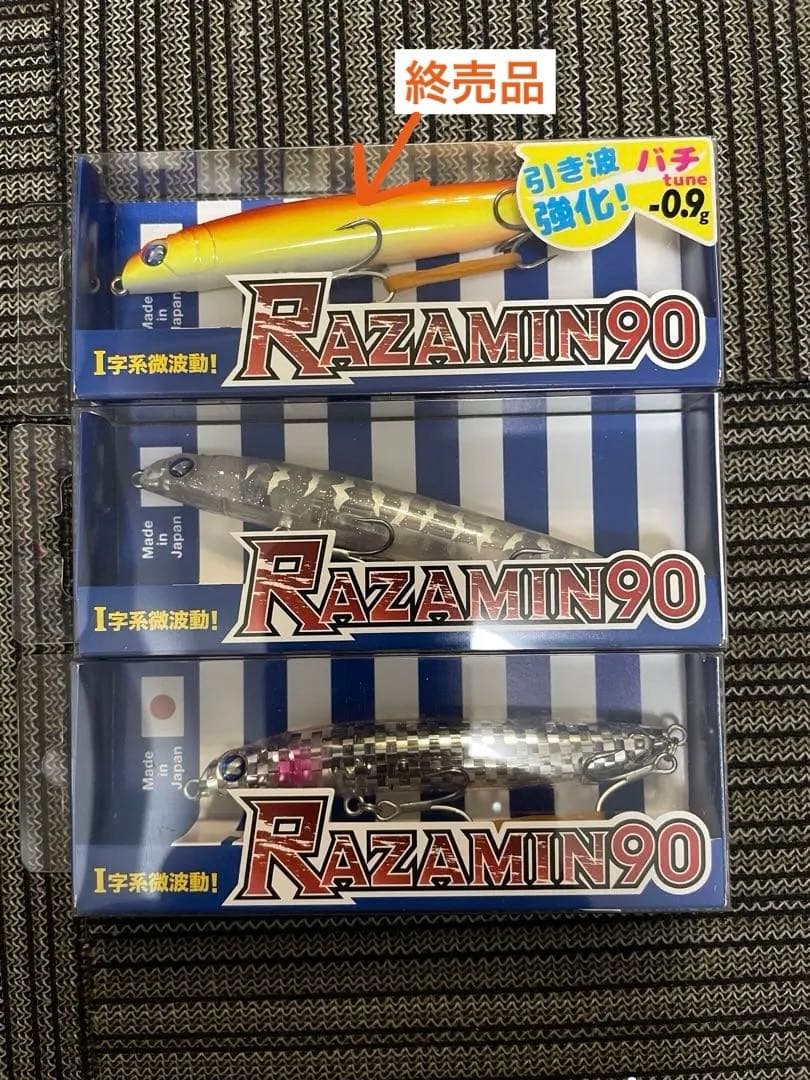 終売品
引き波
強化!
バチ
tune
-0.9g
Made
in
Japan
I字系微波動!
RAZAMIN90
Made
in
Japan
I字系微波動!
RAZAMIN90
Made
in
Japan
I字系微波動!
RAZAMIN90